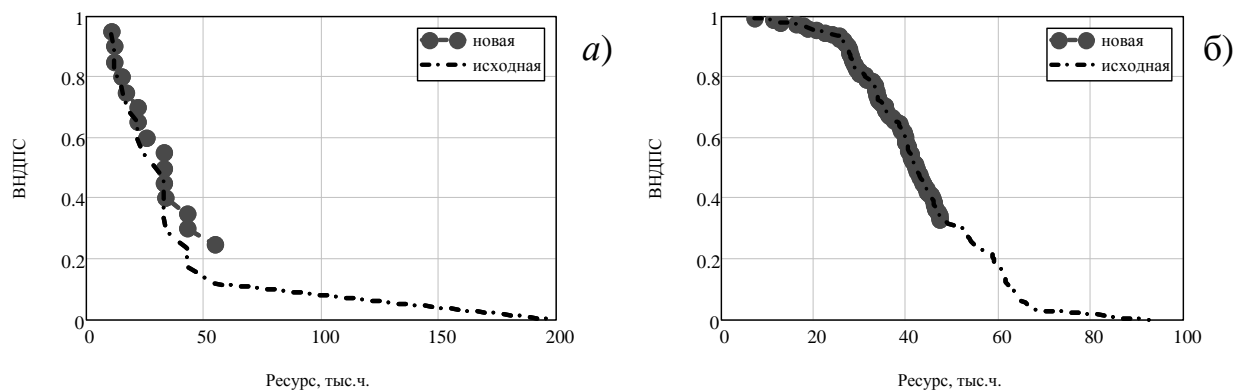 1
0.8
0.6
0.4
0.2
0
0
50
100
150
200
ВНДПС
Ресурс, тыс.ч.
новая
исходная
а)
1
0.8
0.6
0.4
0.2
0
0
20
40
60
80
100
ВНДПС
Ресурс, тыс.ч.
новая
исходная
б)